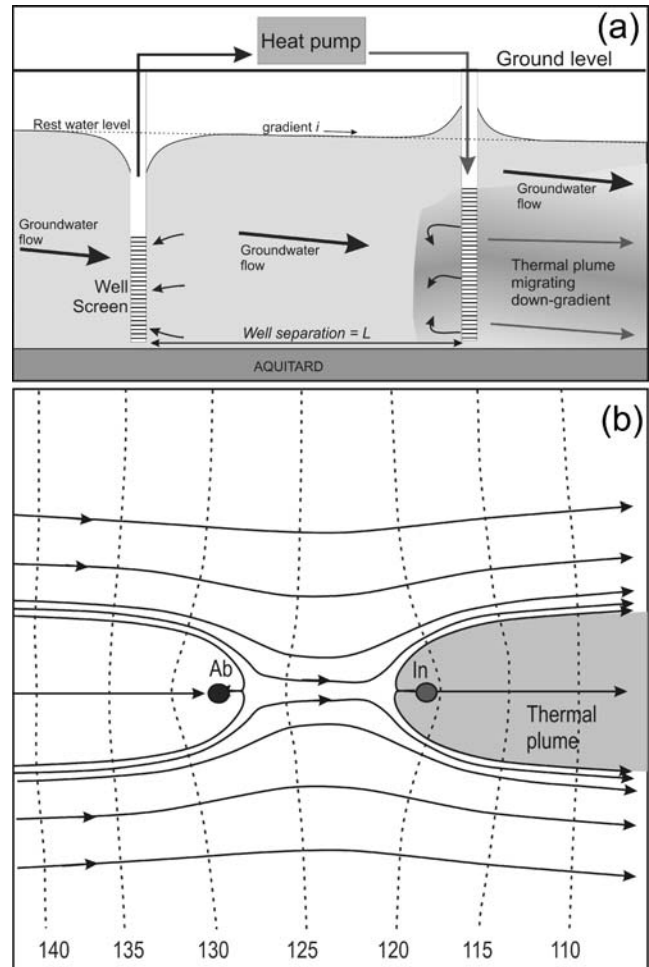 (a)
Heat pump
Ground level
Rest water level
gradient i
Groundwater
flow
Groundwater
flow
Groundwater
flow
Well
Screen
Thermal plume
migrating
down-gradient
Well separation = L
AQUITARD
(b)
Ab
In
Thermal
plume
140 135 130 125 120 115 110